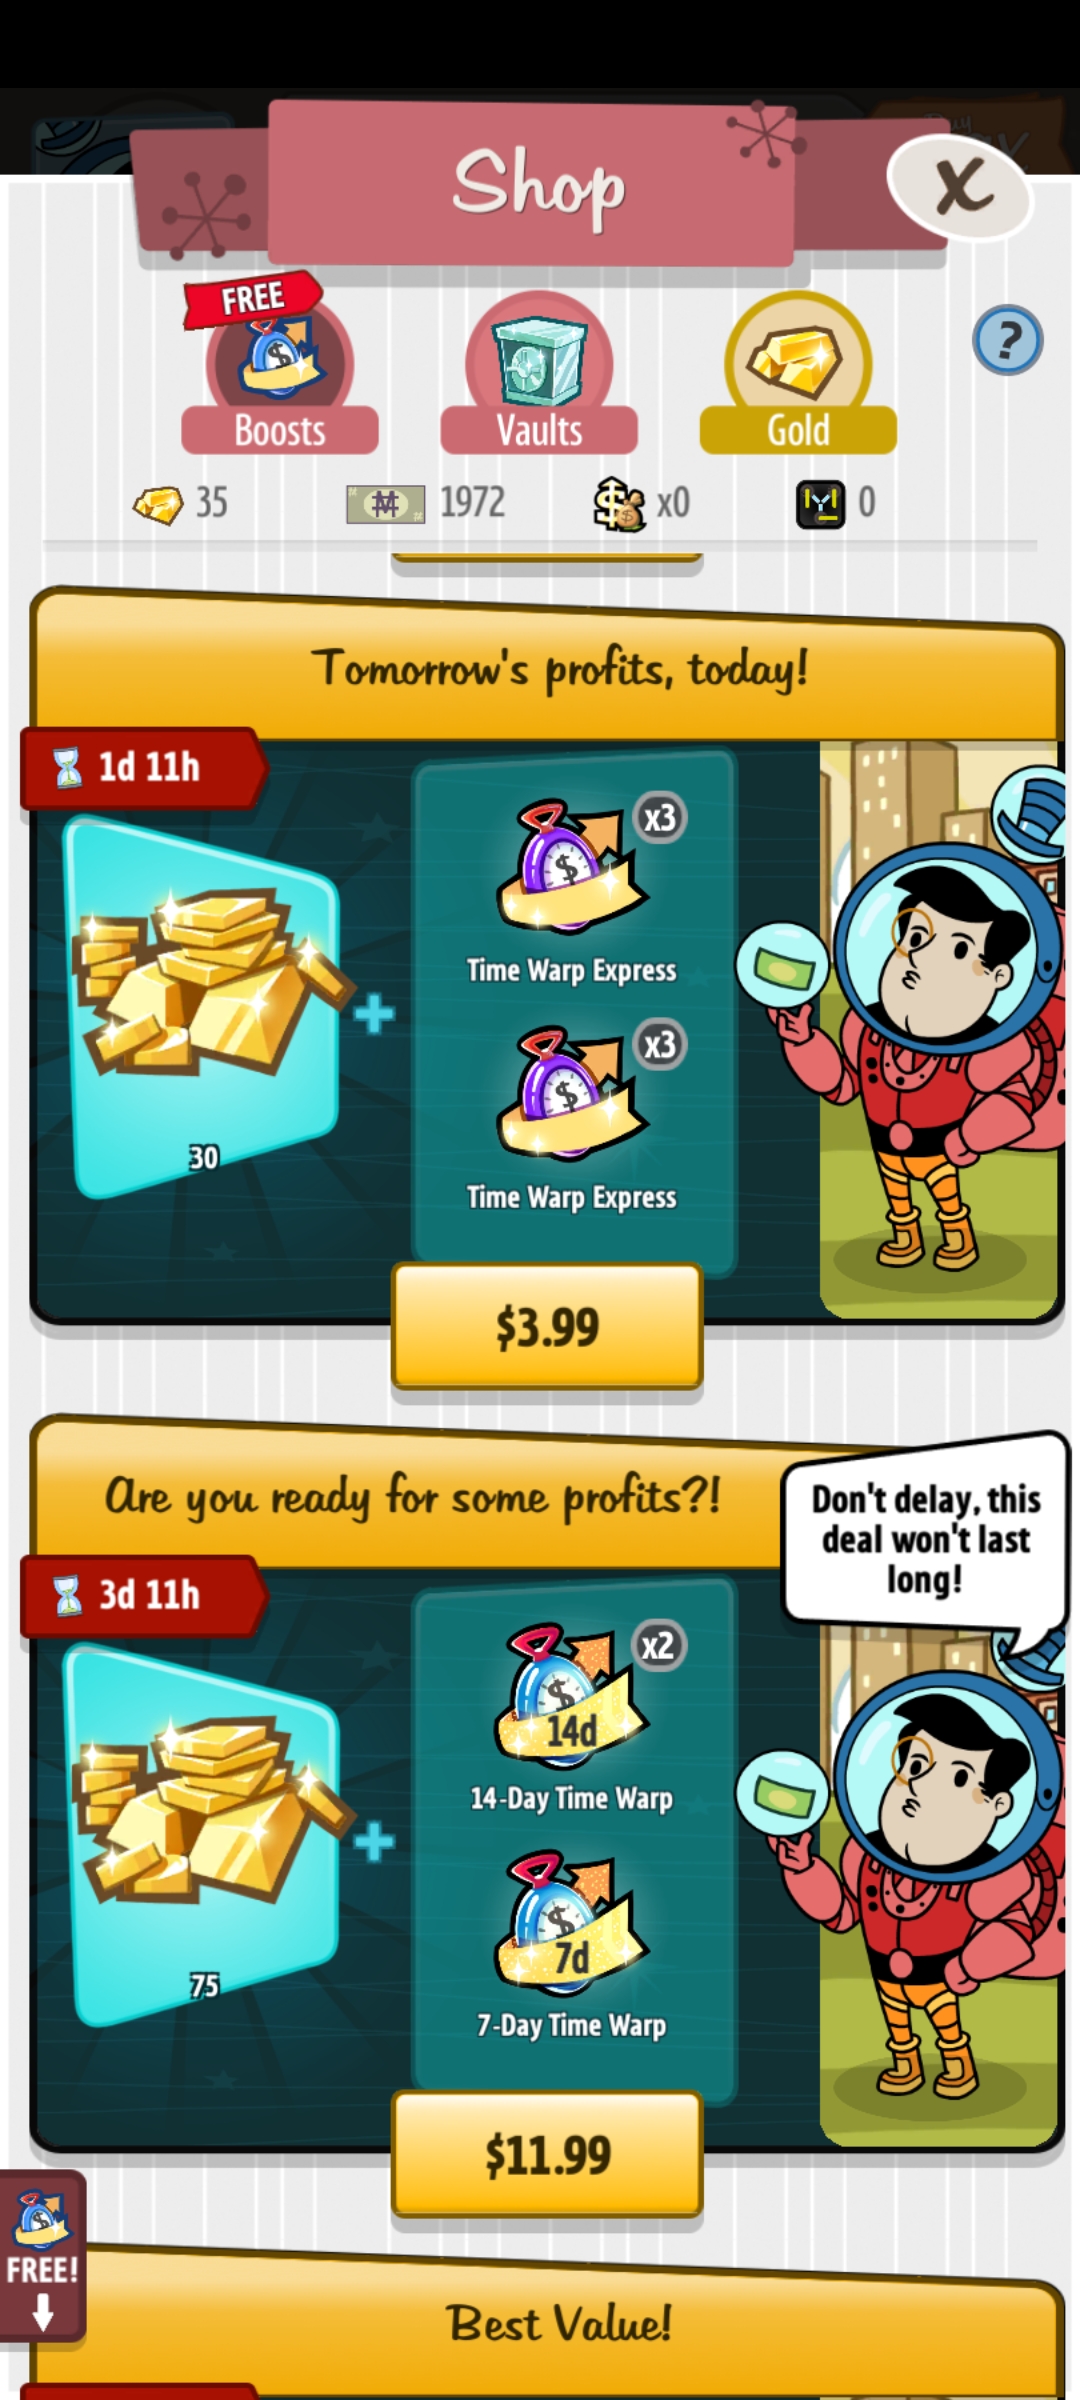 Shop
X
FREE
Boosts
Vaults
Gold
?
35
1972
x0
0
Tomorrow's profits, today!
1d 11h
x3
Time Warp Express
x3
Time Warp Express
30
$3.99
Are you ready for some profits?!
Don't delay, this
deal won't last
long!
3d 11h
x2
14d
14-Day Time Warp
7d
7-Day Time Warp
75
$11.99
FREE!
Best Value!